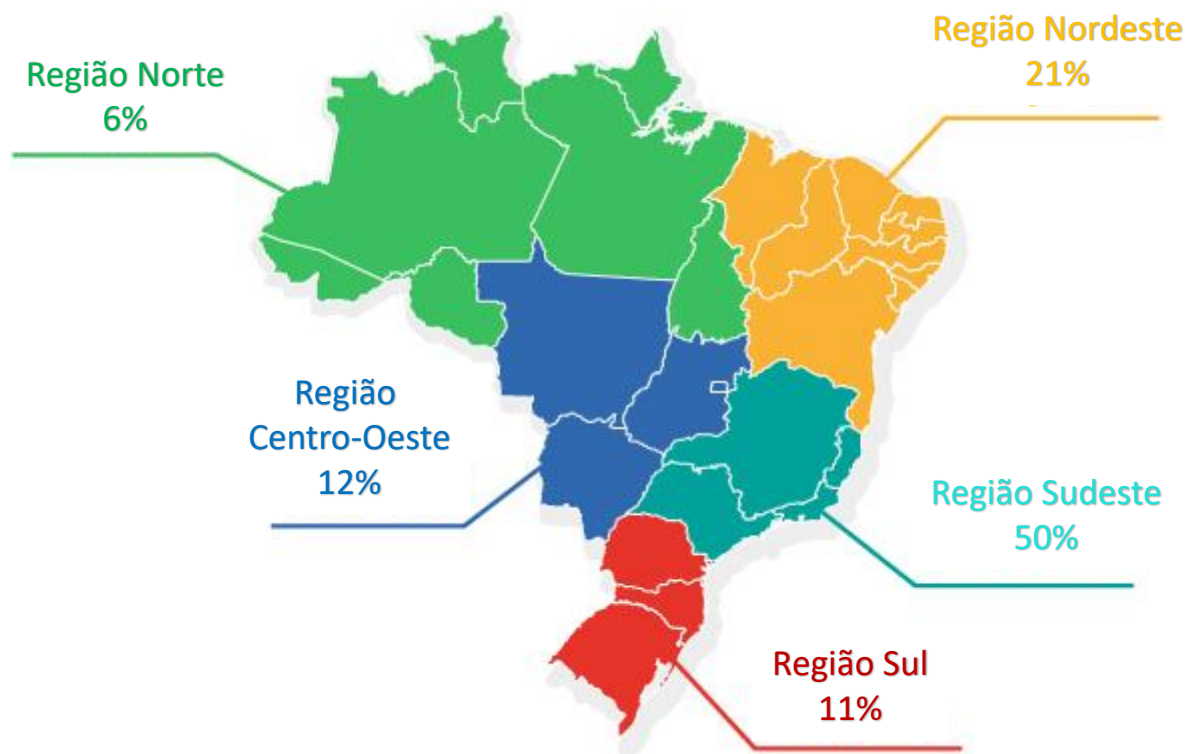 Região Norte
6%
Região Nordeste
21%
Região
Centro-Oeste
12%
Região Sudeste
50%
Região Sul
11%